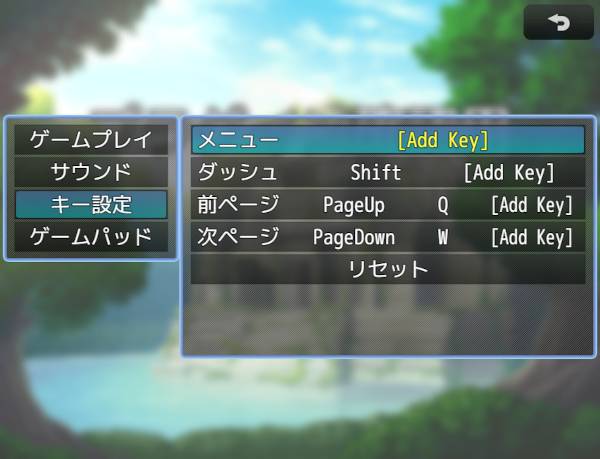 ゲームプレイ
サウンド
キー設定
ゲームパッド
メニュー [Add Key]
ダッシュ Shift [Add Key]
前ページ PageUp Q [Add Key]
次ページ PageDown W [Add Key]
リセット